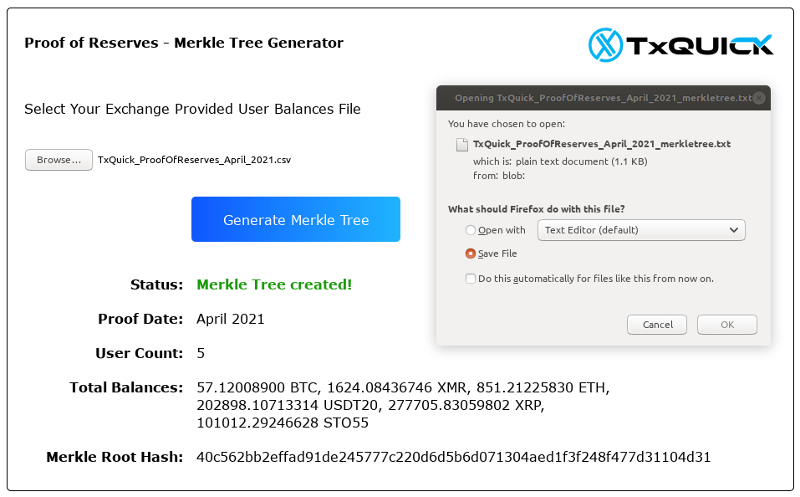 Proof of Reserves - Merkle Tree Generator
TxQUICK
Select Your Exchange Provided User Balances File
Browse... TxQuick_ProofOfReserves_April_2021.csv
Generate Merkle Tree
Opening TxQuick_ProofOfReserves_April_2021_merkletree.txt
You have chosen to open:
TxQuick_ProofOfReserves_April_2021_merkletree.txt
which is: plain text document (1.1 KB)
from: blob:
What should Firefox do with this file?
Open with Text Editor (default)
Save File
Do this automatically for files like this from now on.
Cancel OK
Status: Merkle Tree created!
Proof Date: April 2021
User Count: 5
Total Balances: 57.12008900 BTC, 1624.08436746 XMR, 851.21225830 ETH,
202898.10713314 USDT20, 277705.83059802 XRP,
101012.29246628 STO55
Merkle Root Hash: 40c562bb2effad91de245777c220d6d5b6d071304aed1f3f248f477d31104d31